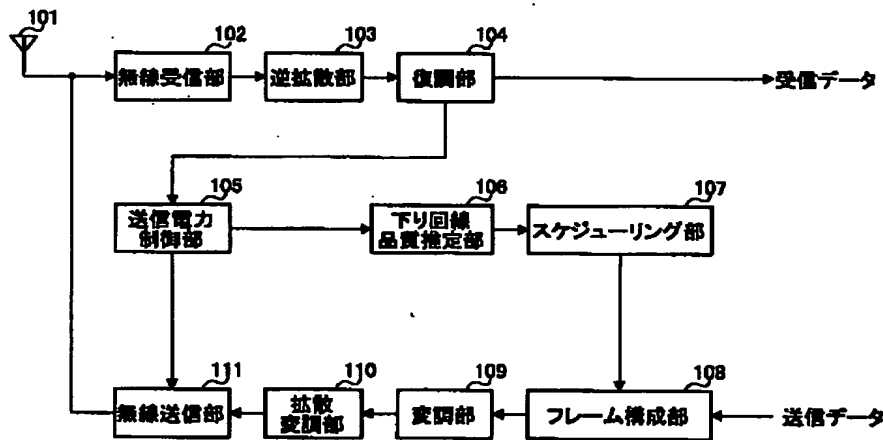 101
102
103
104
無線受信部
逆拡散部
復調部
受信データ
105
106
107
送信電力
制御部
下り回線
品質推定部
スケジューリング部
111
110
109
108
無線送信部
拡散
変調部
変調部
フレーム構成部
送信データ